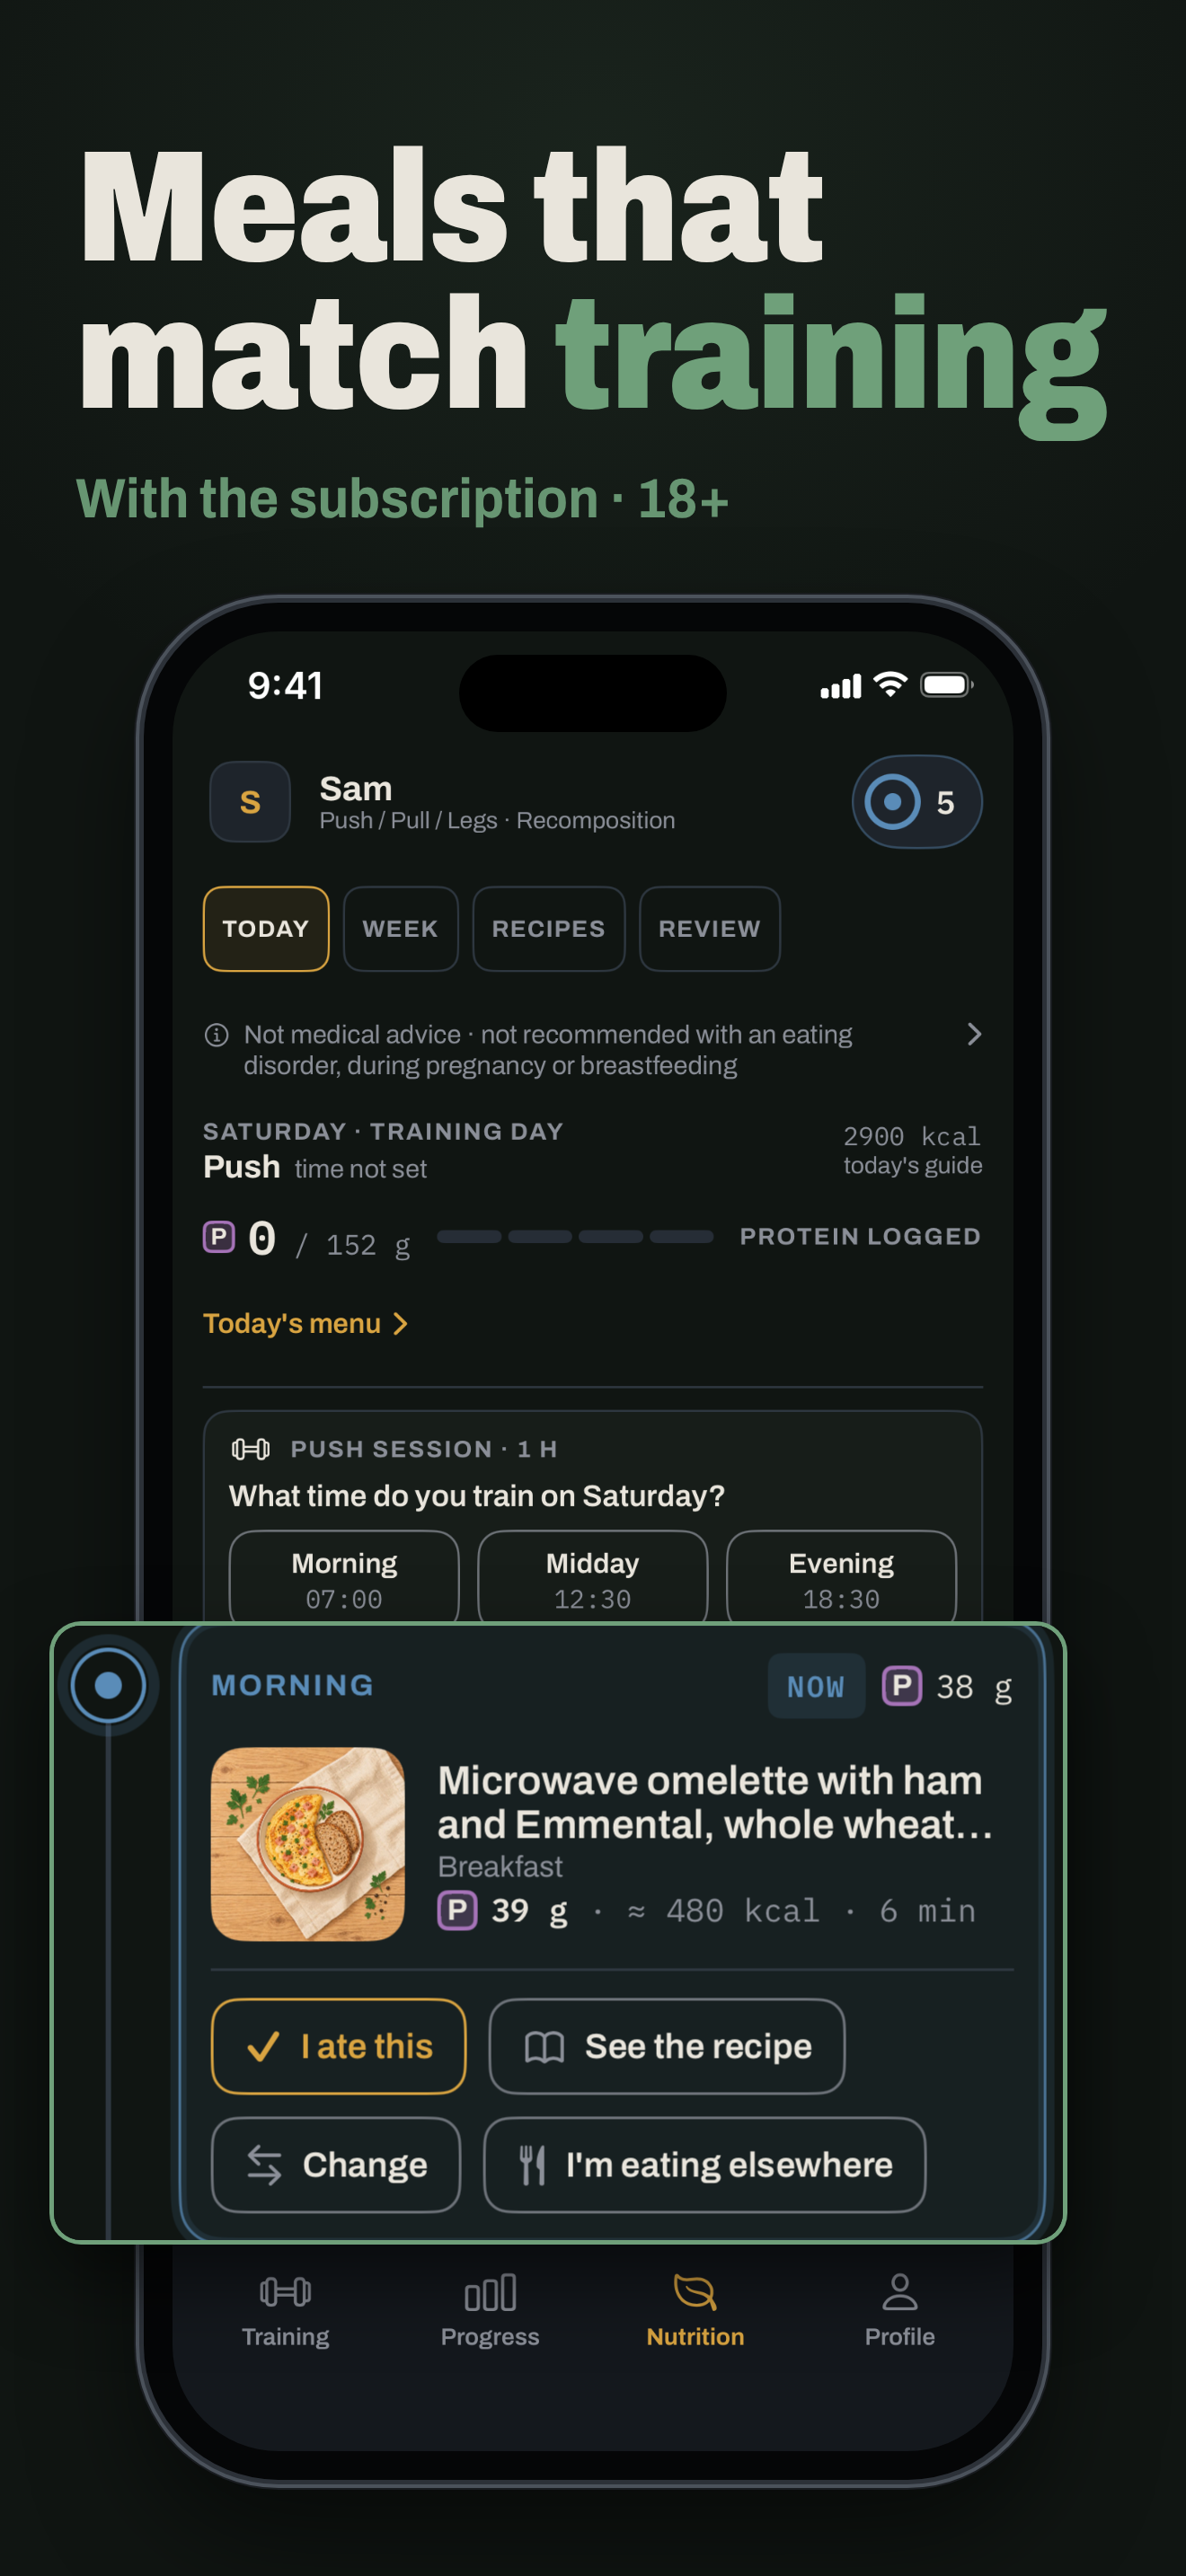 Meals that
match training
With the subscription · 18+
9:41
S
Sam
Push / Pull / Legs · Recomposition
5
TODAY
WEEK
RECIPES
REVIEW
Not medical advice · not recommended with an eating
disorder, during pregnancy or breastfeeding
SATURDAY · TRAINING DAY
2900 kcal
Push time not set
today's guide
P 0 / 152 g
PROTEIN LOGGED
Today's menu
PUSH SESSION · 1 H
What time do you train on Saturday?
Morning
07:00
Midday
12:30
Evening
18:30
MORNING
NOW
P 38 g
Microwave omelette with ham
and Emmental, whole wheat…
Breakfast
P 39 g · ≈ 480 kcal · 6 min
I ate this
See the recipe
Change
I'm eating elsewhere
Training
Progress
Nutrition
Profile